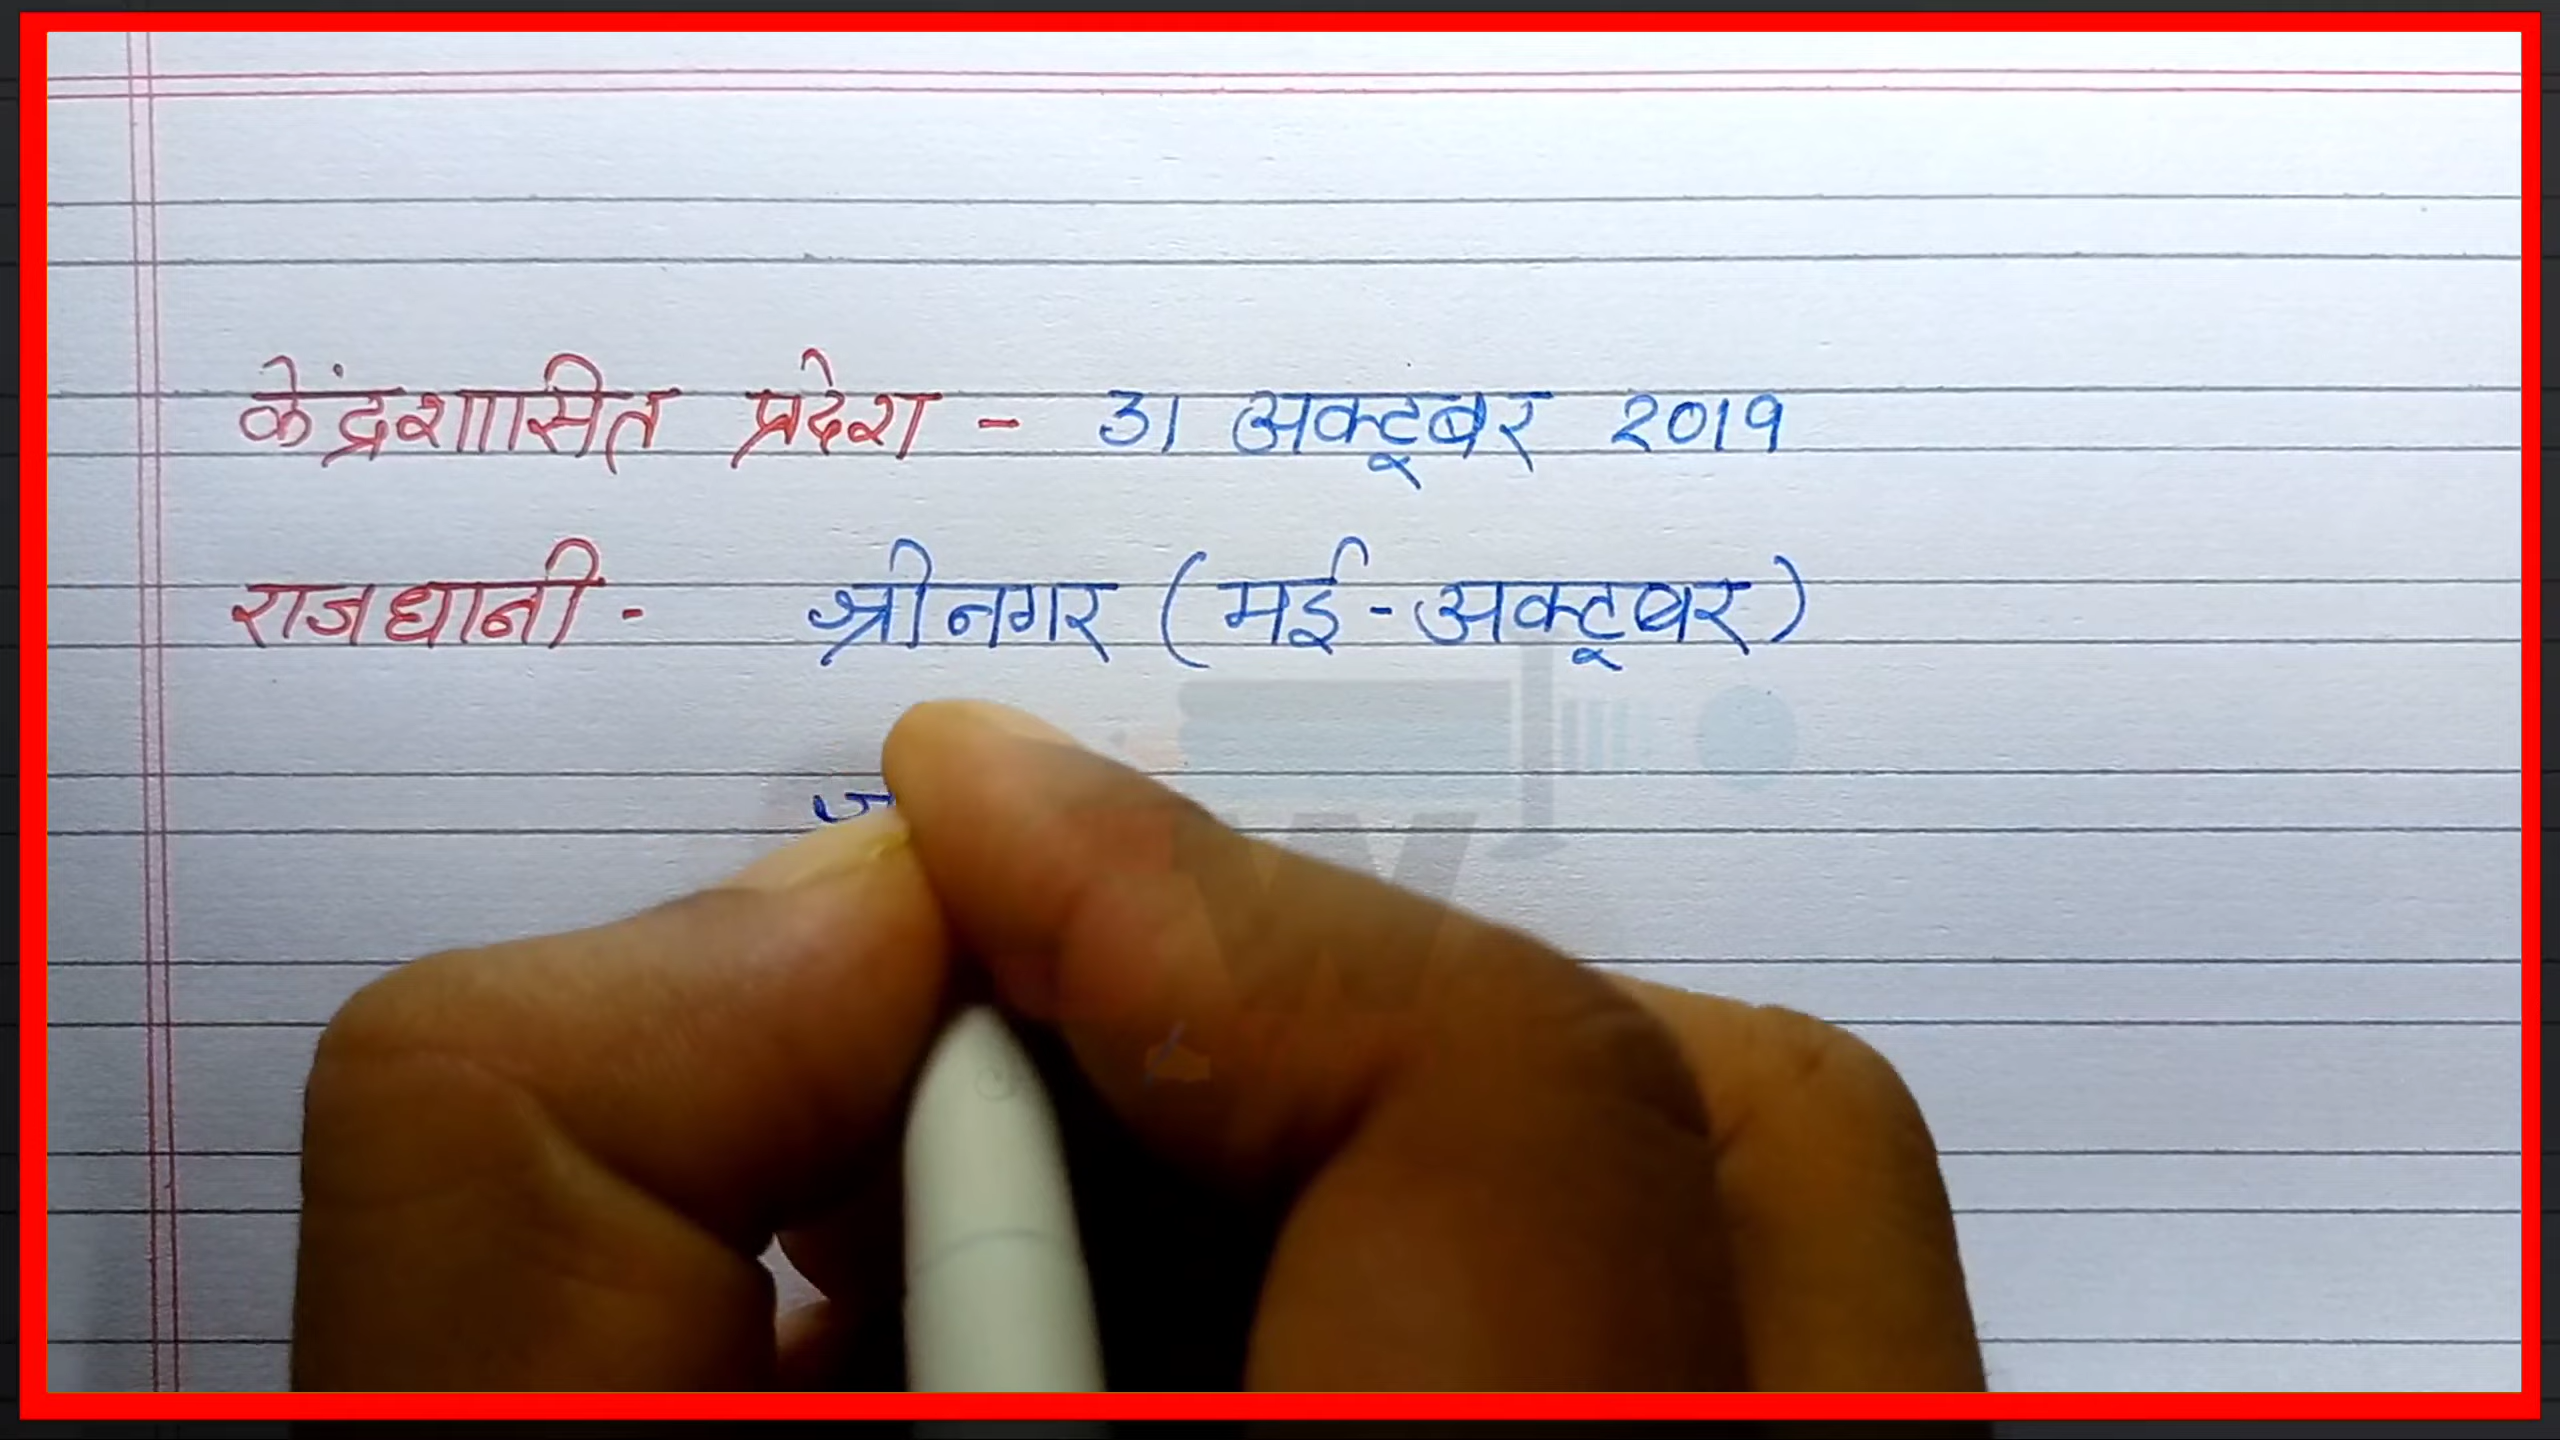 केंद्रशासित प्रदेश - 31 अक्टूबर 2019
राजधानी - श्रीनगर (मई - अक्टूबर)